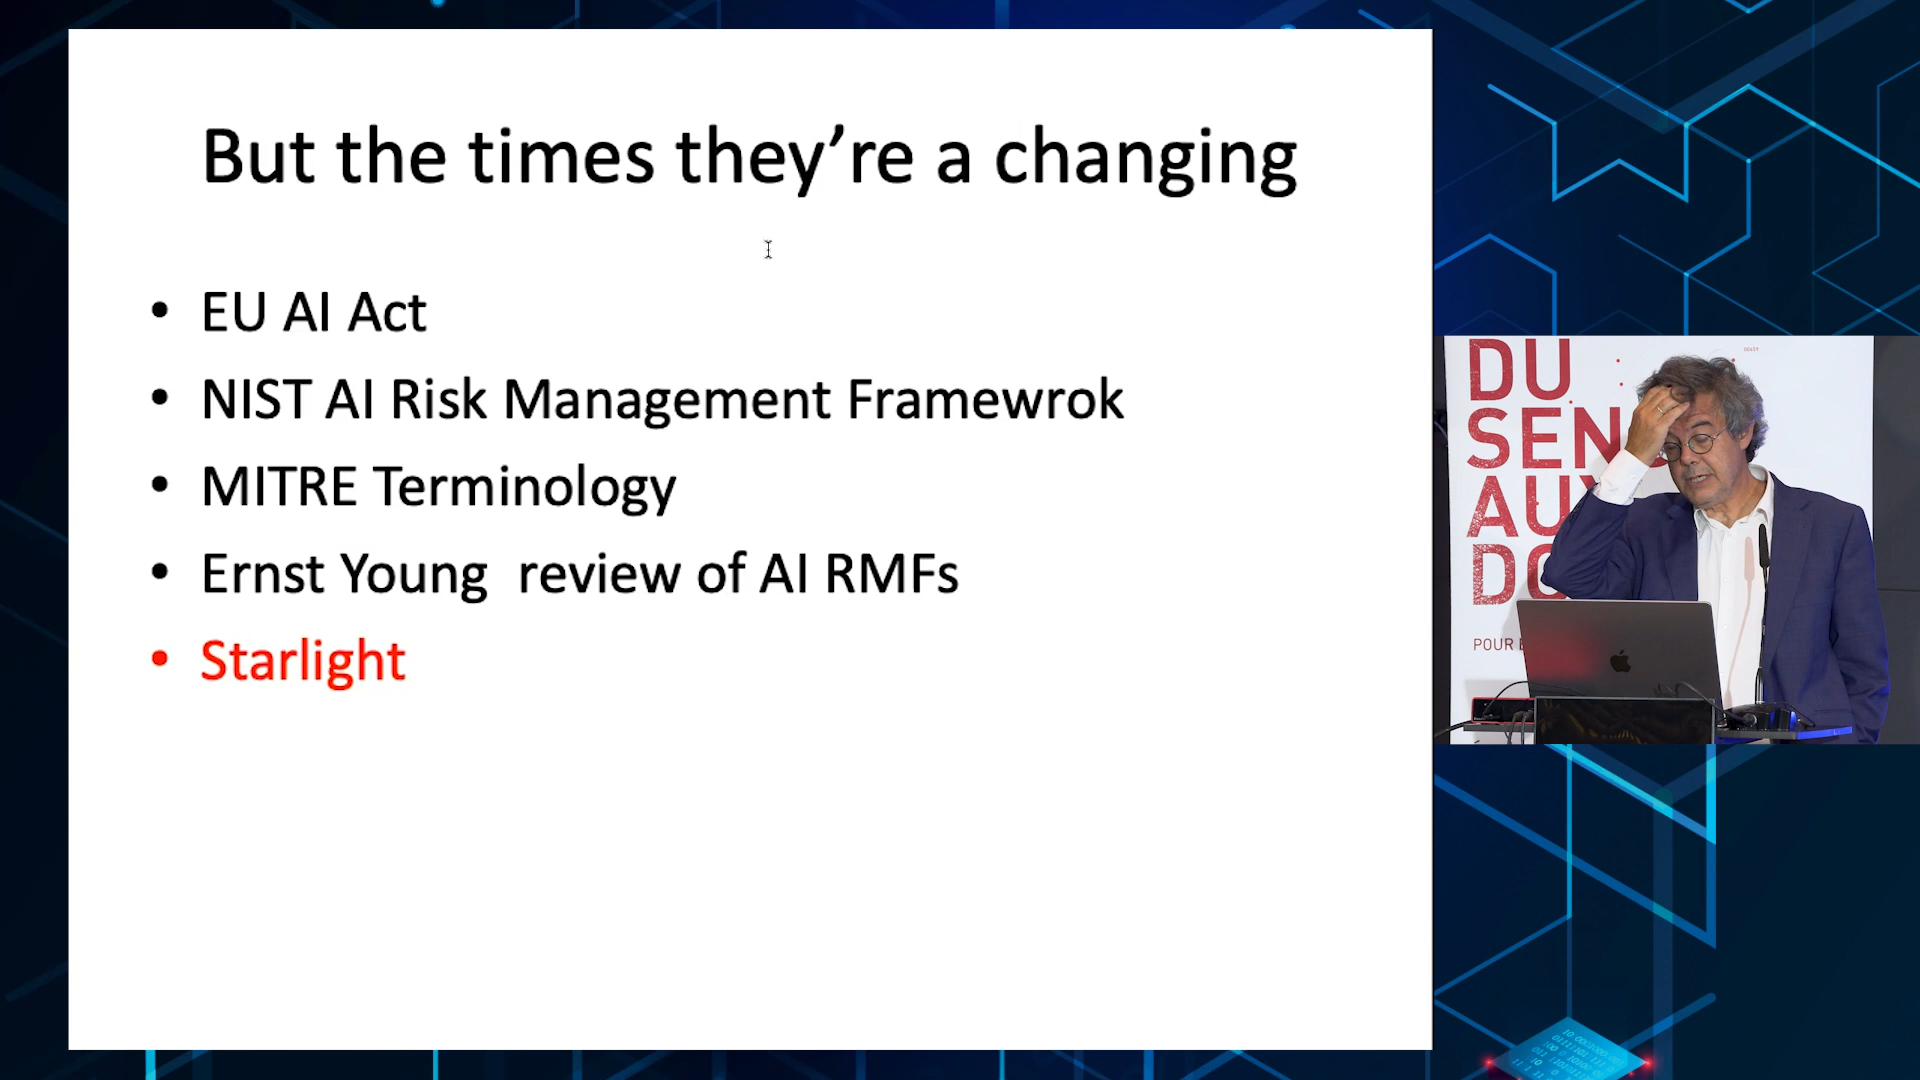 But the times they’re a changing
• EU AI Act
• NIST AI Risk Management Framewrok
• MITRE Terminology
• Ernst Young  review of AI RMFs
• Starlight
DU
SEN
AU
DO
POUR